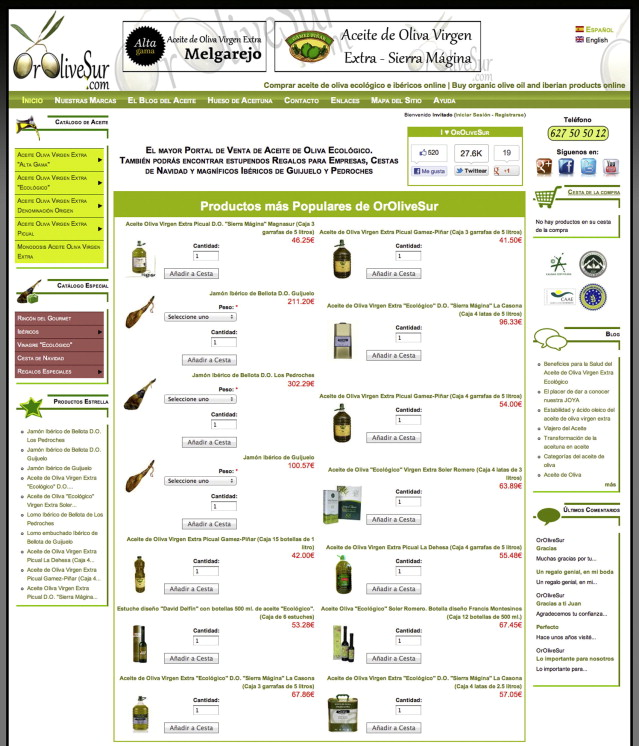 OrOliveSur
.com
Alta
gama
Aceite de Oliva Virgen Extra
Melgarejo
Aceite de Oliva Virgen
Extra - Sierra Mágina
Español
English
Comprar aceite de oliva ecológico e ibéricos online | Buy organic olive oil and iberian products online
Inicio Nuestras Marcas El Blog del Aceite Hueso de Aceituna Contacto Enlaces Mapa del Sitio Ayuda
Bienvenido Invitado (Iniciar Sesión - Registrarse)
Catálogo de Aceite
Aceite Oliva Virgen Extra
"Alta Gama"
Aceite Oliva Virgen Extra
"Ecológico"
Aceite Oliva Virgen Extra
Denominación Origen
Aceite Oliva Virgen Extra
Picual
Monodosis Aceite Oliva Virgen
Extra
Catálogo Especial
Rincón del Gourmet
Ibéricos
Vinagre "Ecológico"
Cesta de Navidad
Regalos Especiales
Productos Estrella
Jamón Ibérico de Bellota D.O.
Los Pedroches
Jamón Ibérico de Bellota D.O.
Guijuelo
Jamón Ibérico de Guijuelo
Aceite de Oliva Virgen Extra
"Ecológico" D.O....
Aceite de Oliva "Ecológico"
Virgen Extra Soler...
Lomo Ibérico de Bellota de Los
Pedroches
Lomo embuchado Ibérico de
Bellota de Guijuelo
Aceite de Oliva Virgen Extra
Picual La Dehesa (Caja 4...
Aceite de Oliva Virgen Extra
Picual Gamez-Piñar (Caja 4...
Aceite Oliva Virgen Extra
Picual D.O. "Sierra Mágina...
El mayor Portal de Venta de Aceite de Oliva Ecológico.
También podrás encontrar estupendos Regalos para Empresas, Cestas
de Navidad y magníficos Ibéricos de Guijuelo y Pedroches
I ♥ OrOliveSur
520 27.6K 19
Me gusta Twittear +1
Productos más Populares de OrOliveSur
Aceite Oliva Virgen Extra Picual D.O. "Sierra Mágina" Magnasur (Caja 3
garrafas de 5 litros)
46.25€
Cantidad:
1
Añadir a Cesta
Aceite Oliva Virgen Extra Picual Gamez-Piñar (Caja 3 garrafas de 5 litros)
41.50€
Cantidad:
1
Añadir a Cesta
Jamón Ibérico de Bellota D.O. Guijuelo
211.20€
Peso: *
Seleccione uno
Cantidad:
1
Añadir a Cesta
Aceite Oliva Virgen Extra "Ecológico" D.O. "Sierra Mágina" La Casona
(Caja 4 latas de 5 litros)
96.33€
Cantidad:
1
Añadir a Cesta
Jamón Ibérico de Bellota D.O. Los Pedroches
302.29€
Peso: *
Seleccione uno
Cantidad:
1
Añadir a Cesta
Aceite de Oliva Virgen Extra Picual Gamez-Piñar (Caja 4 garrafas de 5 litros)
54.00€
Cantidad:
1
Añadir a Cesta
Jamón Ibérico de Guijuelo
100.57€
Peso: *
Seleccione uno
Cantidad:
1
Añadir a Cesta
Aceite de Oliva "Ecológico" Virgen Extra Soler Romero (Caja 4 latas de 3
litros)
63.89€
Cantidad:
1
Añadir a Cesta
Aceite de Oliva Virgen Extra Picual Gamez-Piñar (Caja 15 botellas de 1
litro)
42.00€
Cantidad:
1
Añadir a Cesta
Aceite de Oliva Virgen Extra Picual La Dehesa (Caja 4 garrafas de 5 litros)
55.48€
Cantidad:
1
Añadir a Cesta
Estuche diseño "David Delfin" con botellas 500 ml. de aceite "Ecológico".
(Caja de 6 estuches)
53.28€
Cantidad:
1
Añadir a Cesta
Aceite Oliva "Ecológico" Soler Romero. Botella diseño Francis Montesinos
(Caja 12 botellas de 500 ml.)
67.45€
Cantidad:
1
Añadir a Cesta
Aceite Oliva Virgen Extra "Ecológico" D.O. "Sierra Mágina" La Casona
(Caja 3 garrafas de 5 litros)
67.86€
Cantidad:
1
Añadir a Cesta
Aceite Oliva Virgen Extra "Ecológico" D.O. "Sierra Mágina" La Casona
(Caja 4 latas de 2.5 litros)
57.05€
Cantidad:
1
Añadir a Cesta
Teléfono
627 50 50 12
Síguenos en:
Cesta de la compra
No hay productos en su cesta
de la compra
CAAE
Blog
Beneficios para la Salud del
Aceite de Oliva Virgen Extra
Ecológico
El placer de dar a conocer
nuestra JOYA
Estabilidad y ácido oleico del
aceite de oliva virgen extra
Viajero del Aceite
Transformación de la
aceituna en aceite
Categorías del aceite de
oliva
Aceite de Oliva
más
Últimos Comentarios
OrOliveSur
Gracias
Muchas gracias por tu...
Un regalo genial, en mi boda
Un regalo genial, en mi...
OrOliveSur
Gracias a ti Juan
Agradecemos tu confianza...
Perfecto
Hace unos años visité...
OrOliveSur
Lo importante para nosotros
Lo importante para...